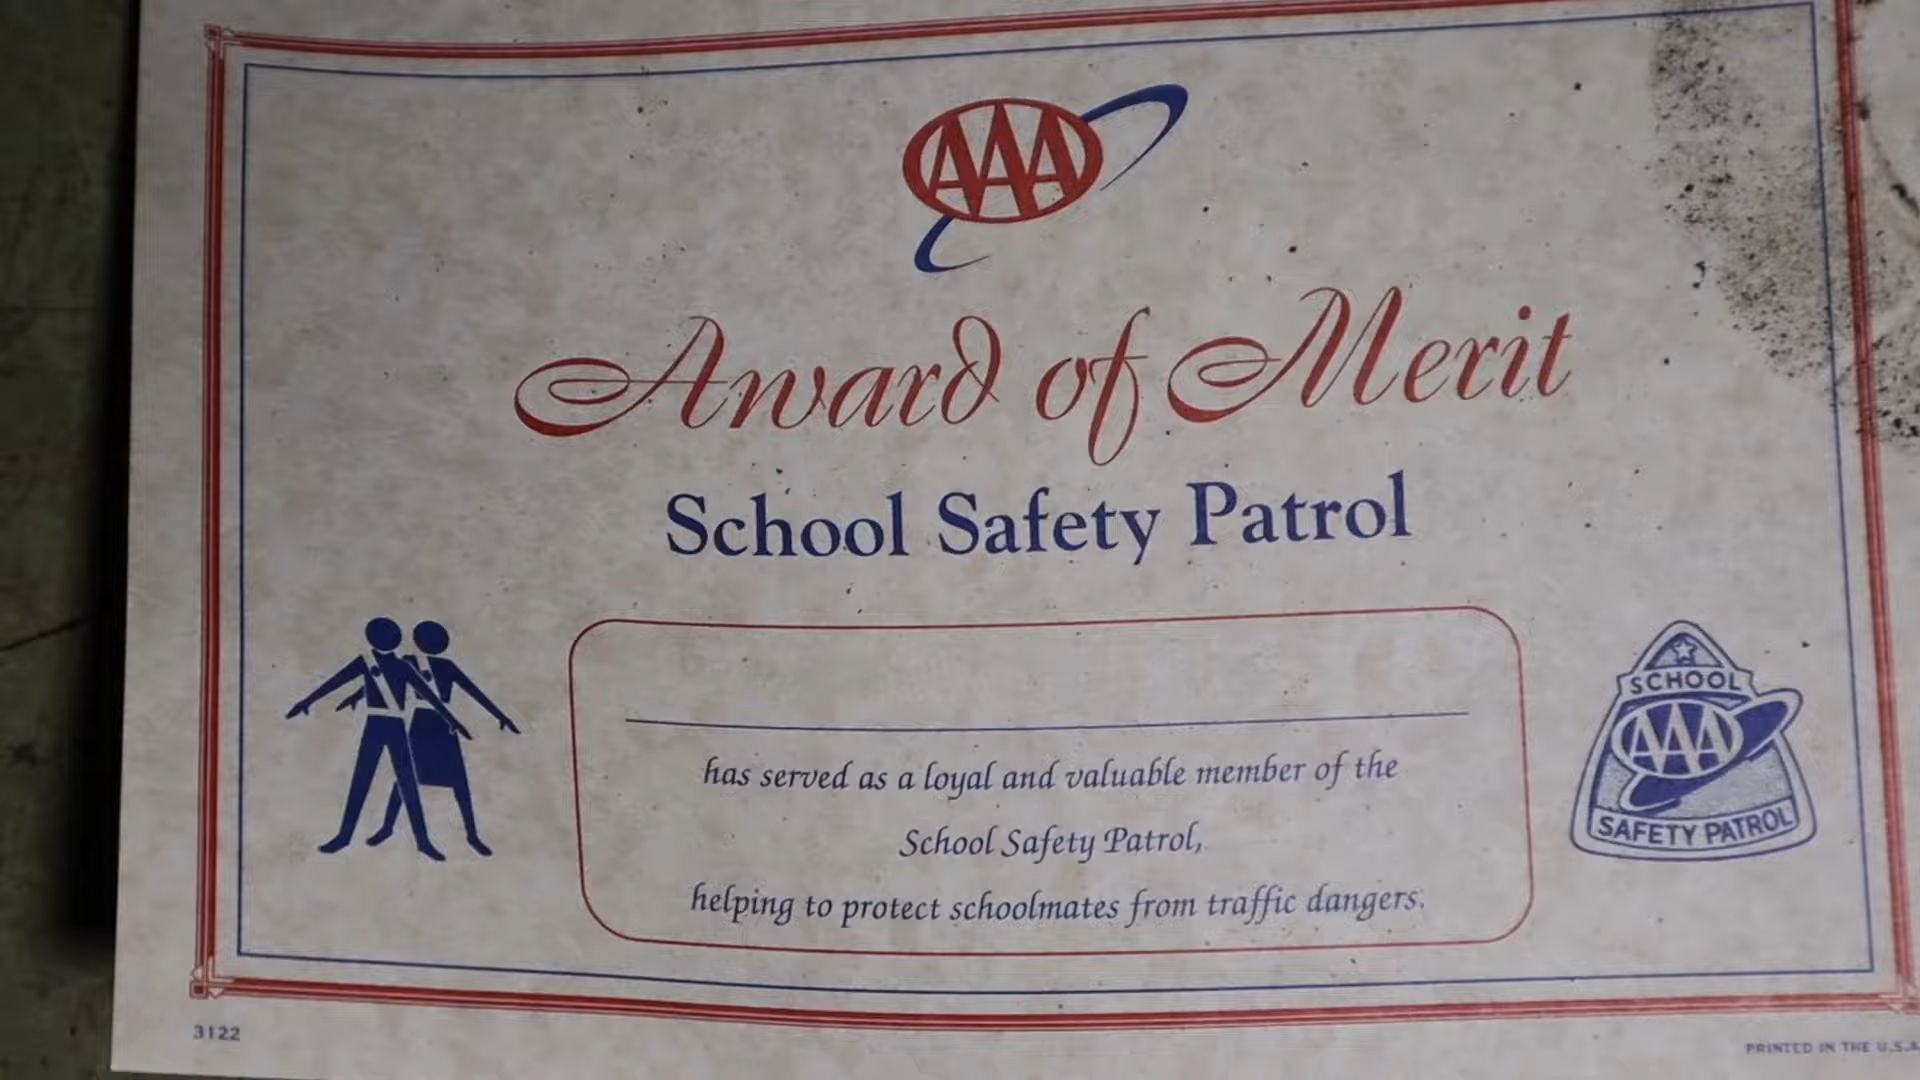 AAA
Award of Merit
School Safety Patrol
has served as a loyal and valuable member of the
School Safety Patrol,
helping to protect schoolmates from traffic dangers.
SCHOOL
AAA
SAFETY PATROL
3122
PRINTED IN THE U.S.A